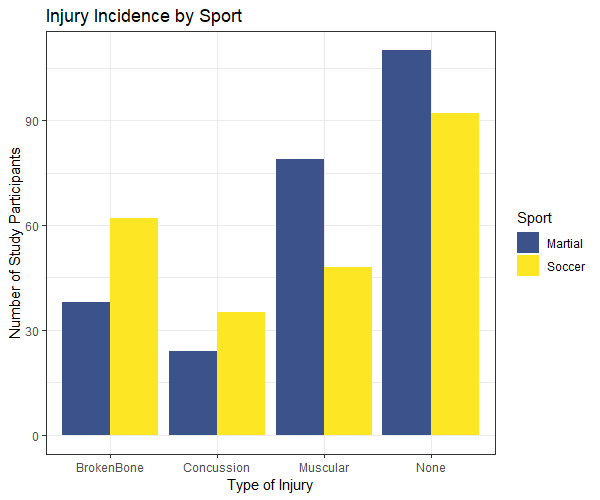 Injury Incidence by Sport
Number of Study Participants
90
60
30
0
BrokenBone
Concussion
Muscular
None
Type of Injury
Sport
Martial
Soccer